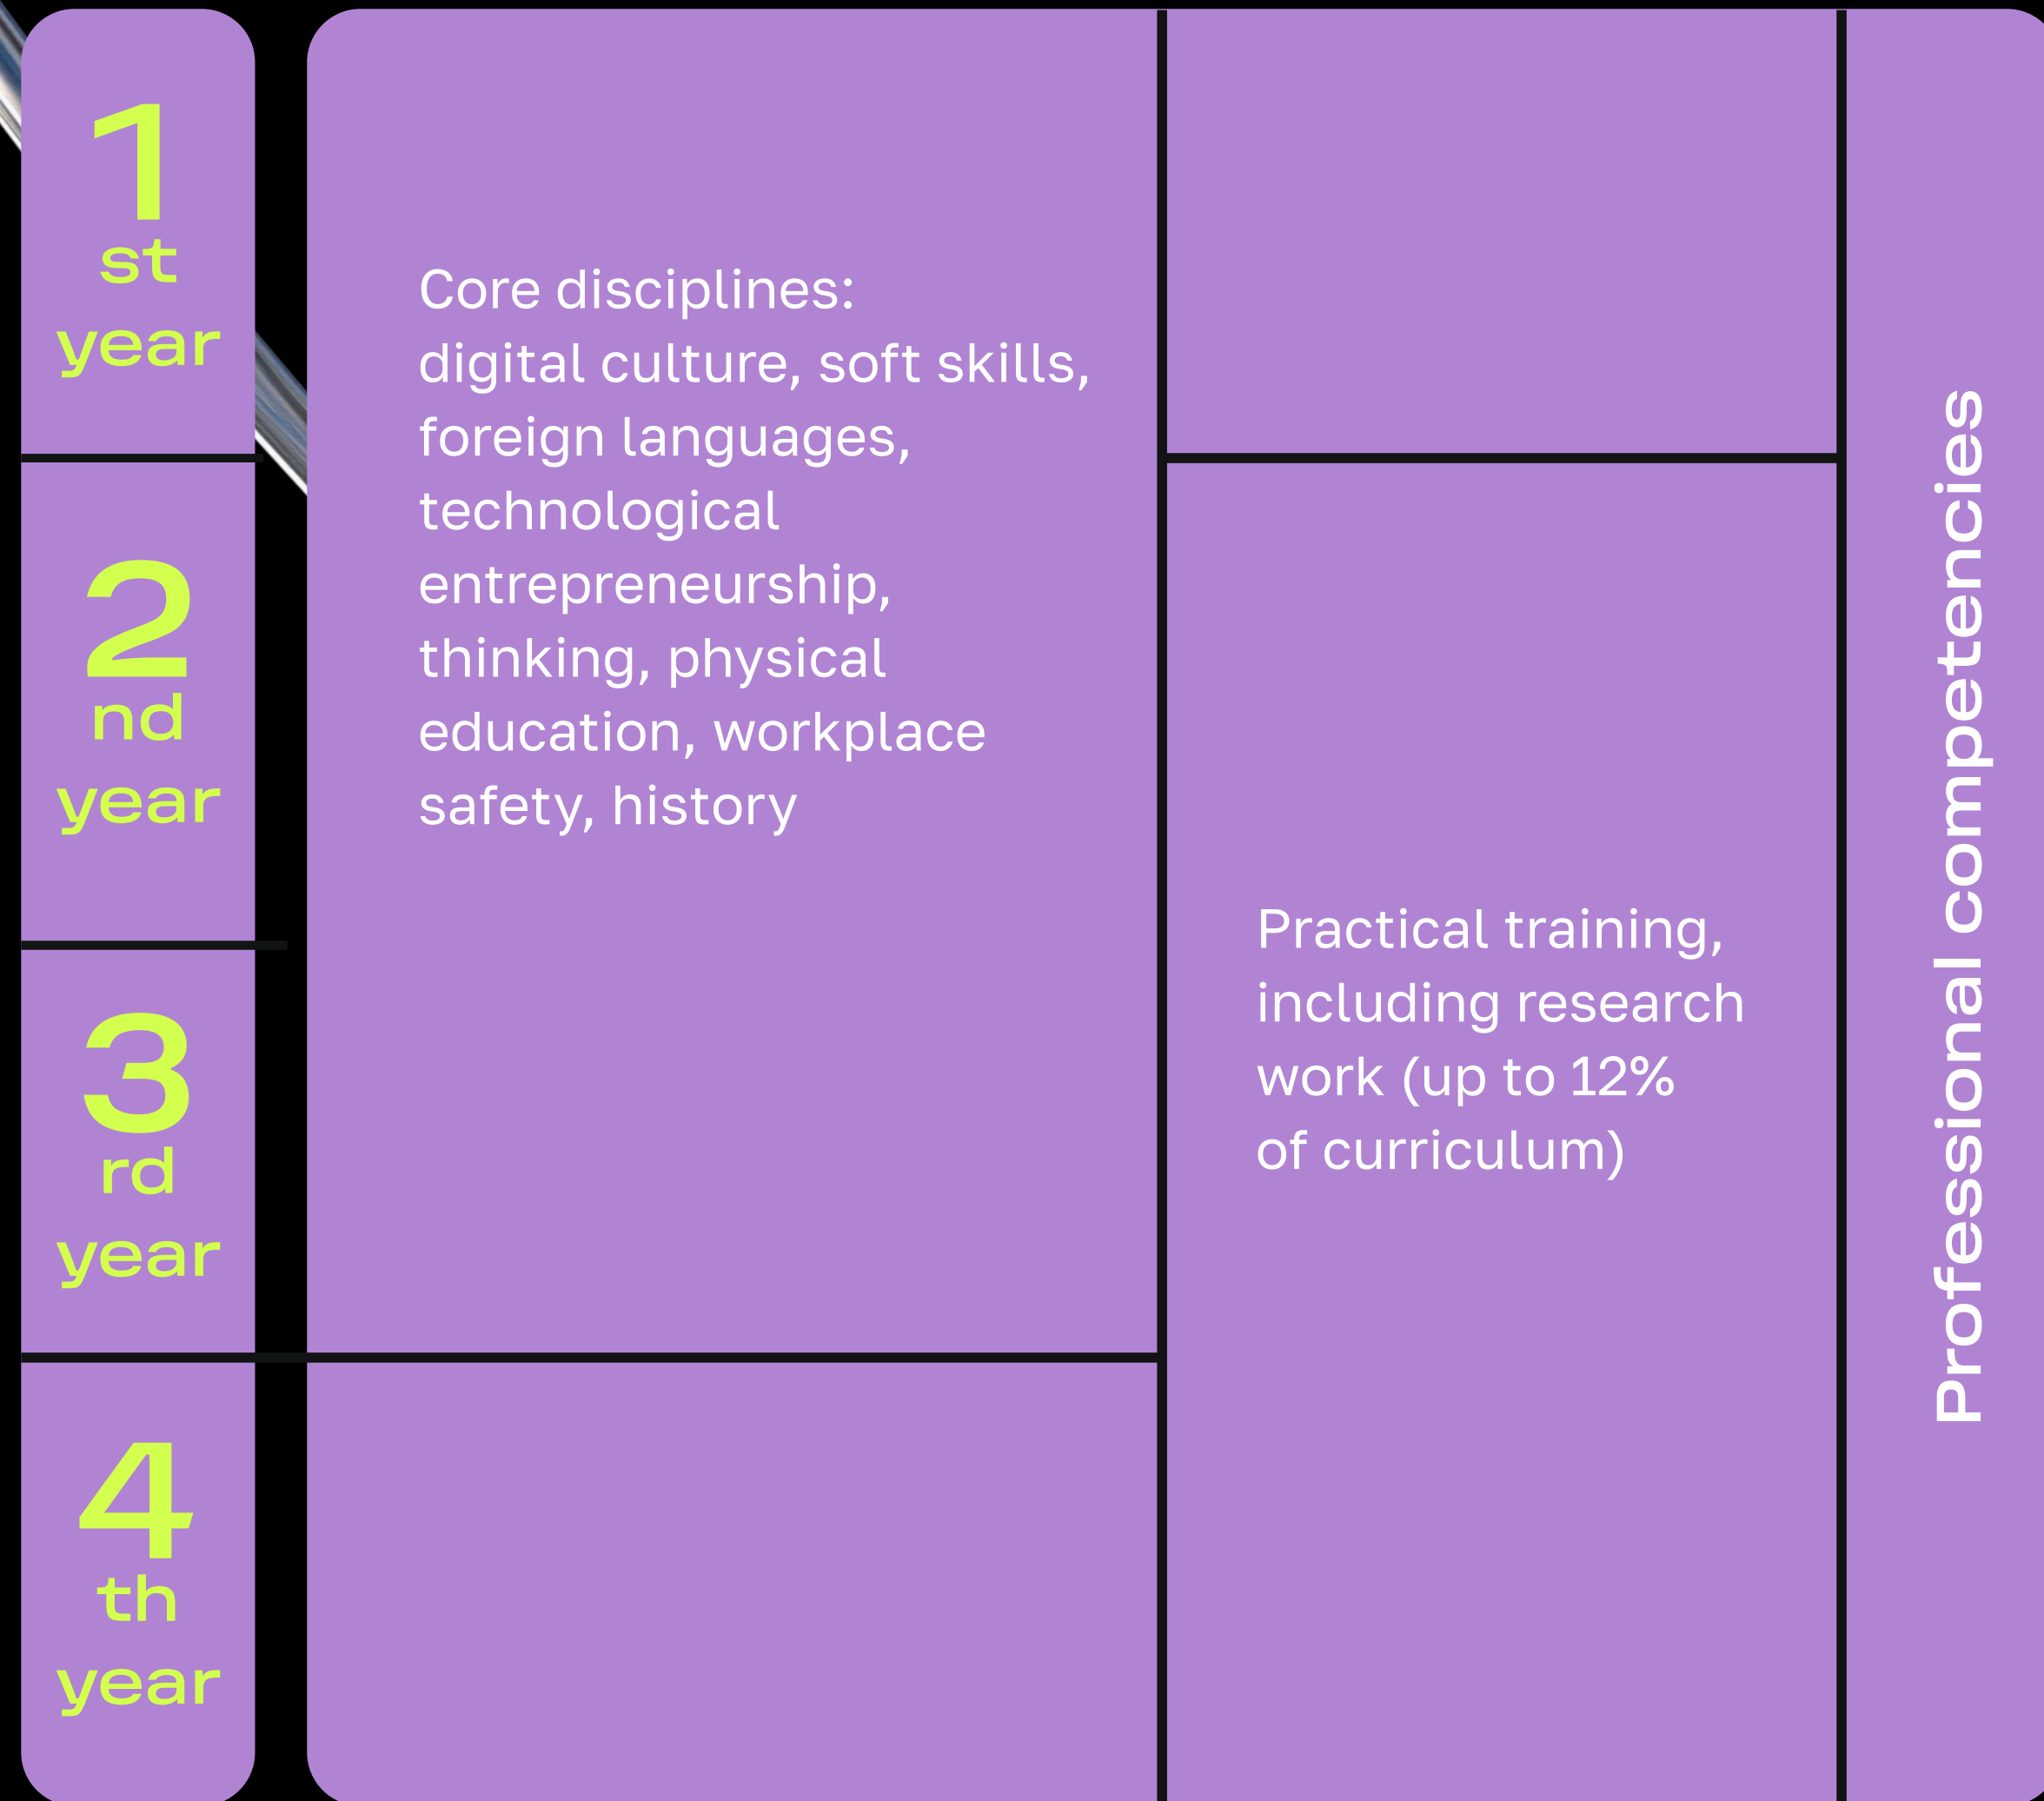 1
st
year
2
nd
year
3
rd
year
4
th
year
Core disciplines:
digital culture, soft skills,
foreign languages,
technological
entrepreneurship,
thinking, physical
education, workplace
safety, history
Practical training,
including research
work (up to 12%
of curriculum)
Professional competencies